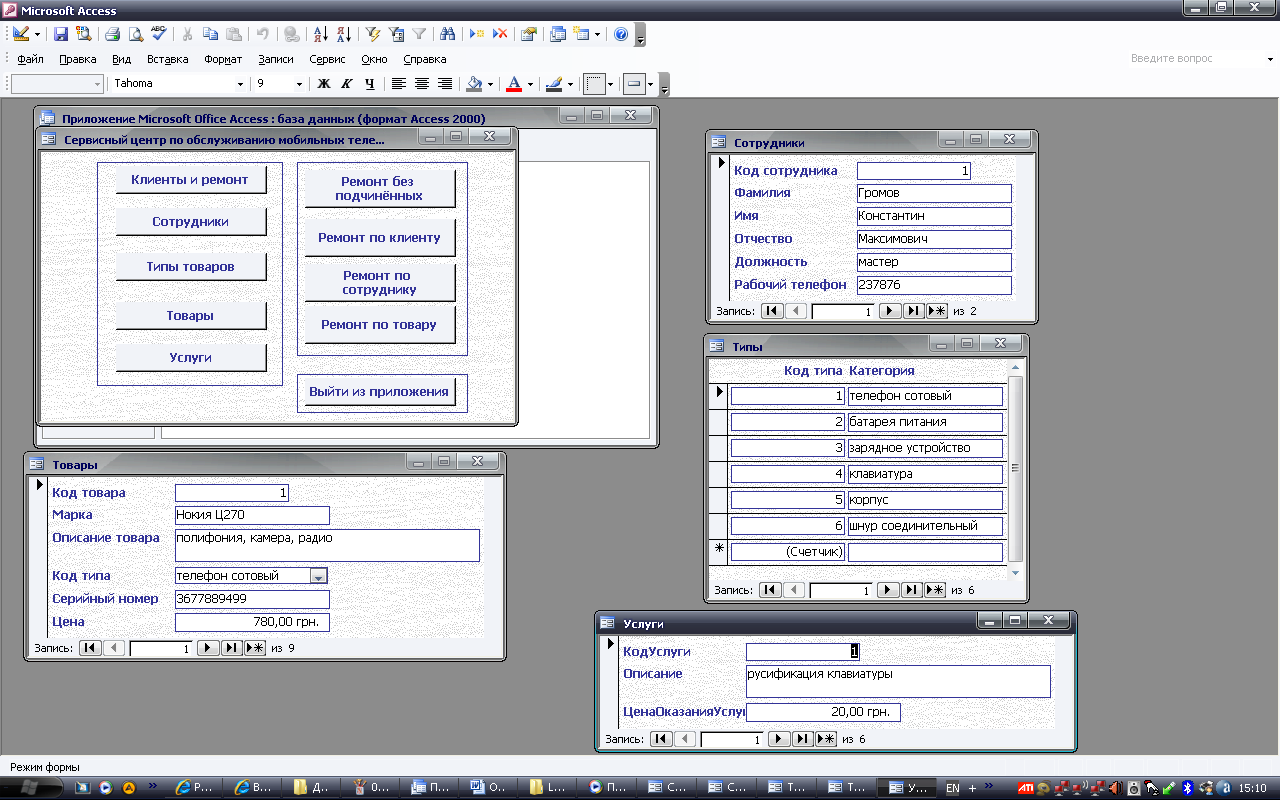 Microsoft Access
Файл Правка Вид Вставка Формат Записи Сервис Окно Справка
Введите вопрос
Tahoma 9 Ж К Ч
Приложение Microsoft Office Access : база данных (формат Access 2000)
Сервисный центр по обслуживанию мобильных теле...
Клиенты и ремонт
Сотрудники
Типы товаров
Товары
Услуги
Ремонт без
подчинённых
Ремонт по клиенту
Ремонт по
сотруднику
Ремонт по товару
Выйти из приложения
Сотрудники
Код сотрудника 1
Фамилия Громов
Имя Константин
Отчество Максимович
Должность мастер
Рабочий телефон 237876
Запись: 1 из 2
Типы
Код типа Категория
1 телефон сотовый
2 батарея питания
3 зарядное устройство
4 клавиатура
5 корпус
6 шнур соединительный
(Счетчик)
Запись: 1 из 6
Товары
Код товара 1
Марка Нокия Ц270
Описание товара полифония, камера, радио
Код типа телефон сотовый
Серийный номер 3677889499
Цена 780,00 грн.
Запись: 1 из 9
Услуги
КодУслуги 1
Описание русификация клавиатуры
ЦенаОказанияУслуг 20,00 грн.
Запись: 1 из 6
Режим формы
P... B... Д... 0... П... О... L... П... С... С... Т... Т... У... EN 15:10